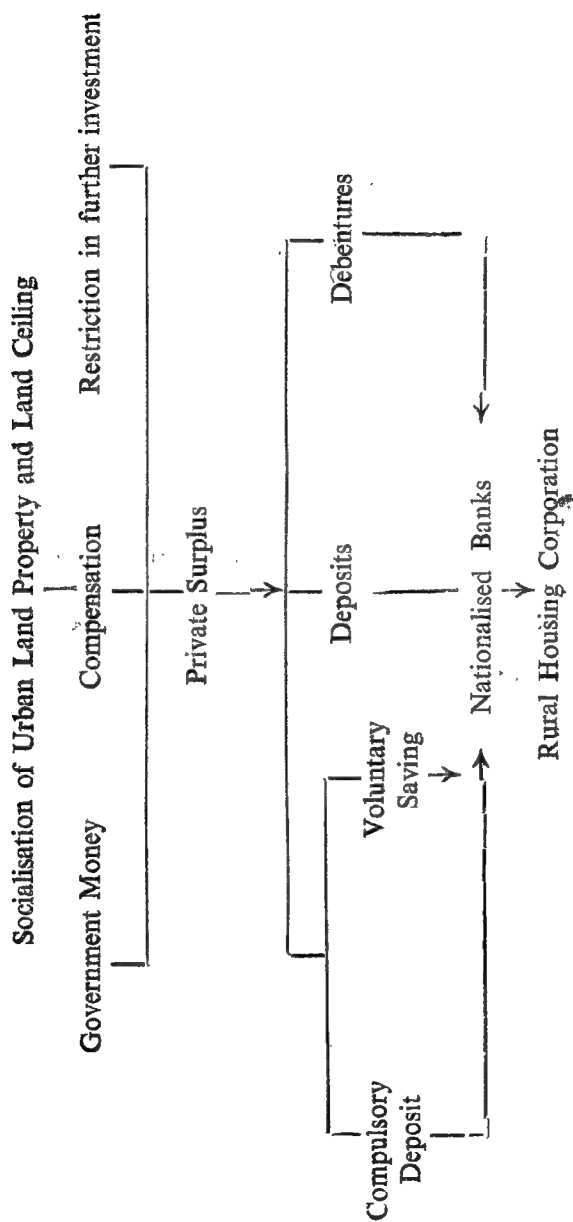 Socialisation of Urban Land Property and Land Ceiling
Government Money Compensation Restriction in further investment
Private Surplus
Deposits Debentures
Compulsory Deposit
Voluntary Saving
Nationalised Banks
Rural Housing Corporation